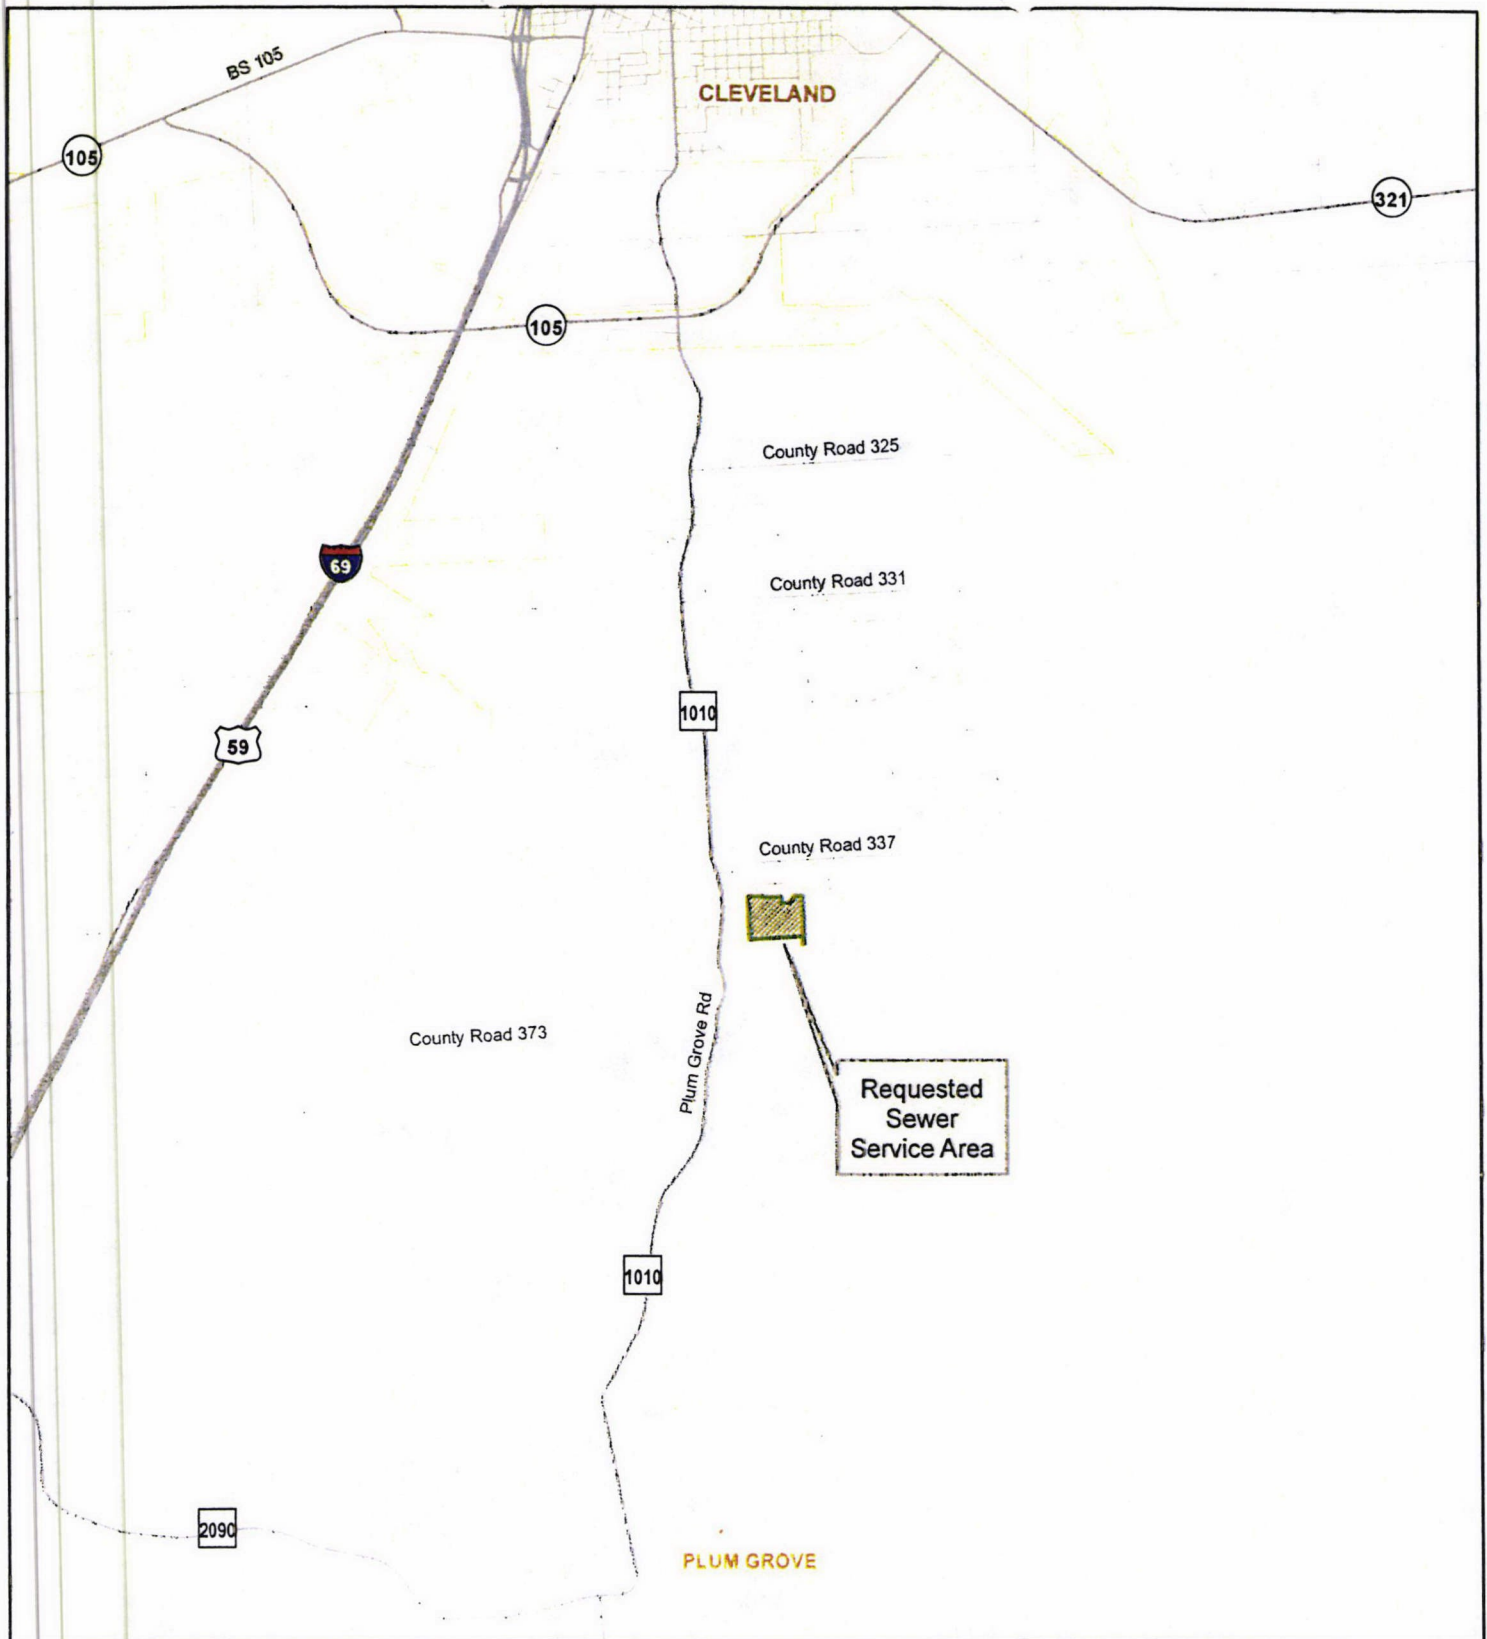 BS 105
CLEVELAND
105
321
105
County Road 325
69
County Road 331
1010
59
County Road 337
Plum Grove Rd
County Road 373
Requested
Sewer
Service Area
1010
2090
PLUM GROVE